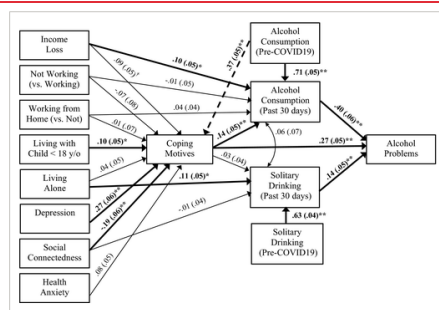 Income
Loss
Not Working
(vs. Working)
Working from
Home (vs. Not)
Living with
Child < 18 y/o
Living
Alone
Depression
Social
Connectedness
Health
Anxiety
Coping
Motives
Alcohol
Consumption
(Pre-COVID19)
Alcohol
Consumption
(Past 30 days)
Solitary
Drinking
(Past 30 days)
Solitary
Drinking
(Pre-COVID19)
Alcohol
Problems
.10 (.05)*
.09 (.05)†
-.01 (.05)
-.07 (.08)
.04 (.04)
.01 (.07)
.10 (.05)*
.04 (.05)
.11 (.05)*
.27 (.06)**
-.19 (.06)**
-.01 (.04)
.08 (.05)
.37 (.05)**
.71 (.05)**
.14 (.05)**
.03 (.04)
.06 (.07)
.27 (.05)**
.40 (.06)**
.14 (.05)**
.63 (.04)**